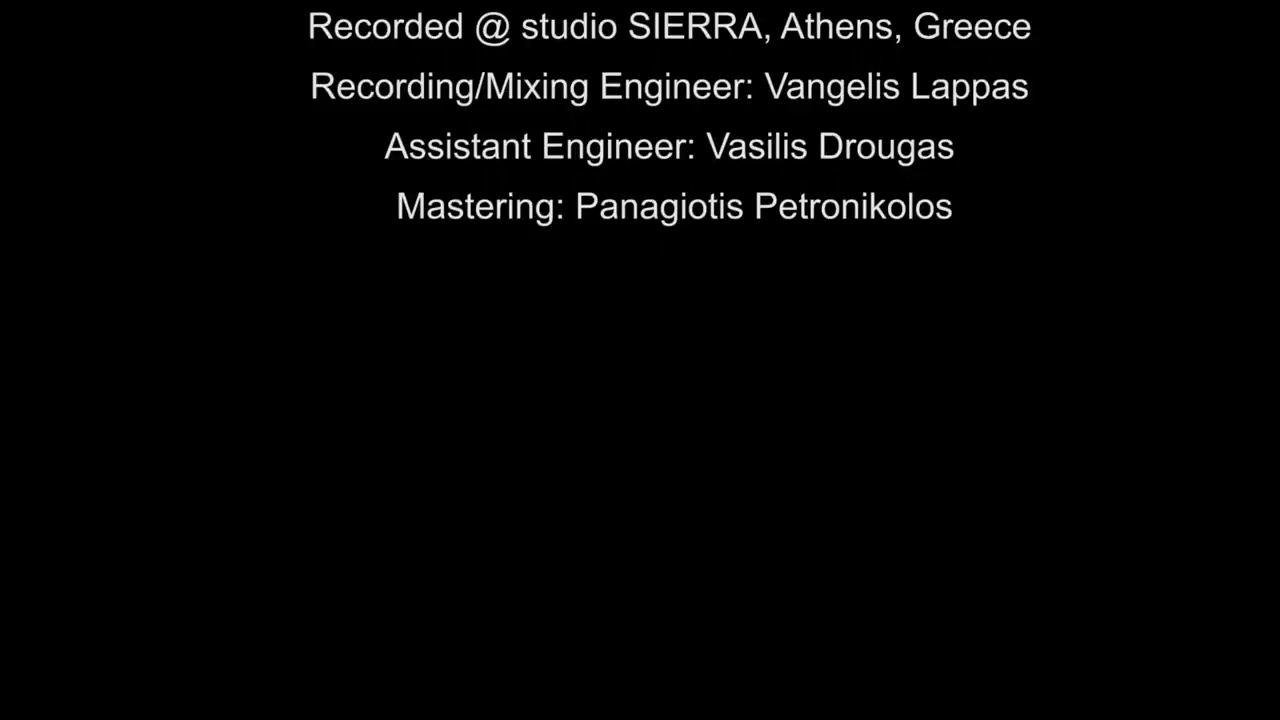 Recorded @ studio SIERRA, Athens, Greece
Recording/Mixing Engineer: Vangelis Lappas
Assistant Engineer: Vasilis Drougas
Mastering: Panagiotis Petronikolos